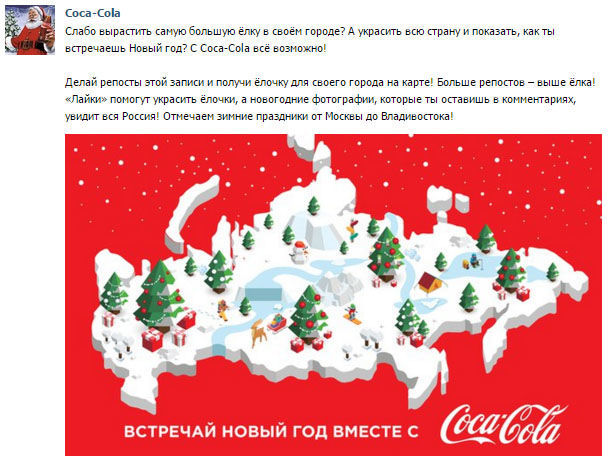 Coca-Cola
Слабо вырастить самую большую ёлку в своём городе? А украсить всю страну и показать, как ты
встречаешь Новый год? С Coca-Cola всё возможно!
Делай репосты этой записи и получи ёлочку для своего города на карте! Больше репостов – выше ёлка!
«Лайки» помогут украсить ёлочки, а новогодние фотографии, которые ты оставишь в комментариях,
увидит вся Россия! Отмечаем зимние праздники от Москвы до Владивостока!
ВСТРЕЧАЙ НОВЫЙ ГОД ВМЕСТЕ С
Coca-Cola